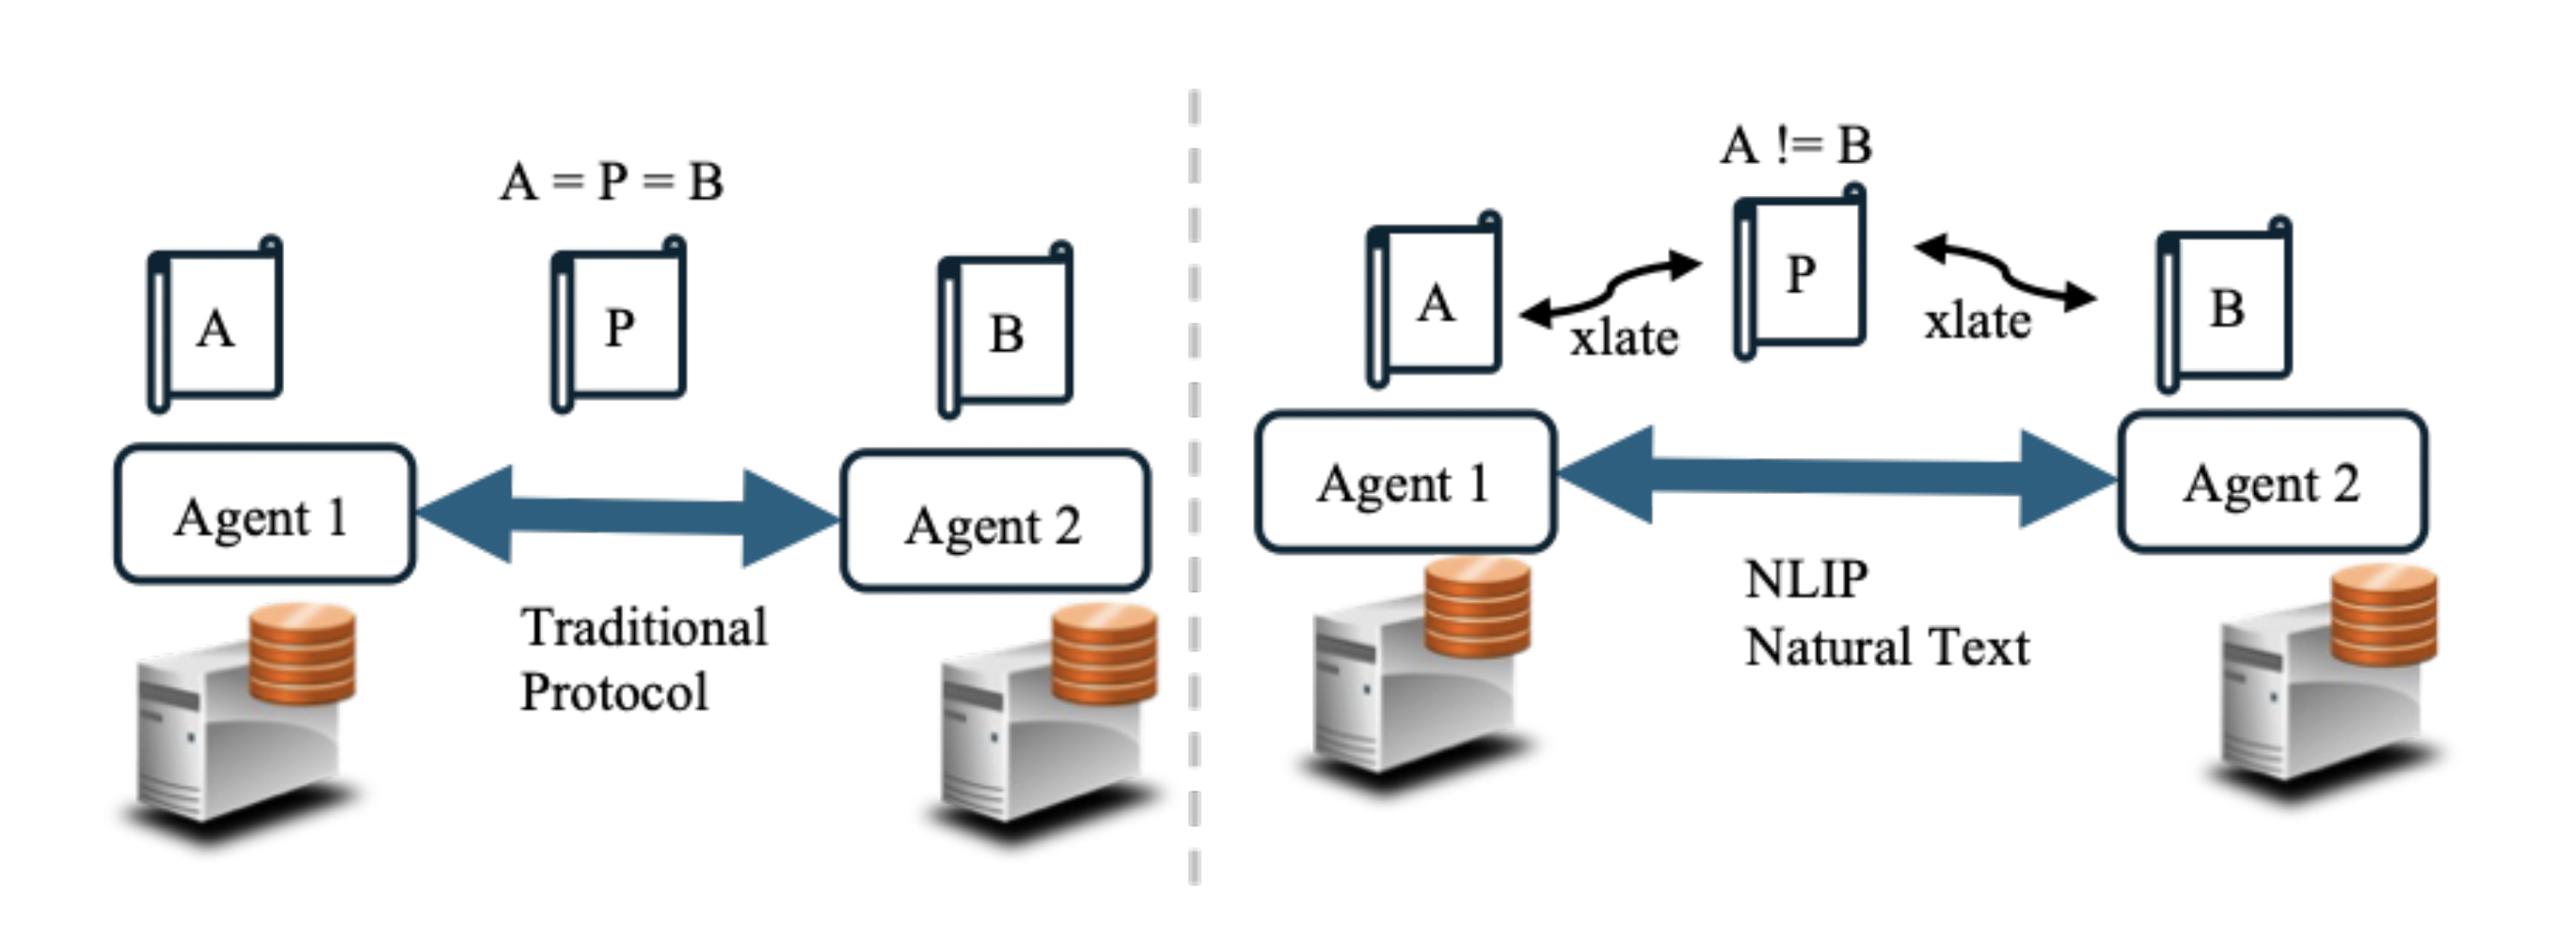 A = P = B
A
P
B
Agent 1
Agent 2
Traditional
Protocol
A != B
A
P
B
xlate
xlate
Agent 1
Agent 2
NLIP
Natural Text